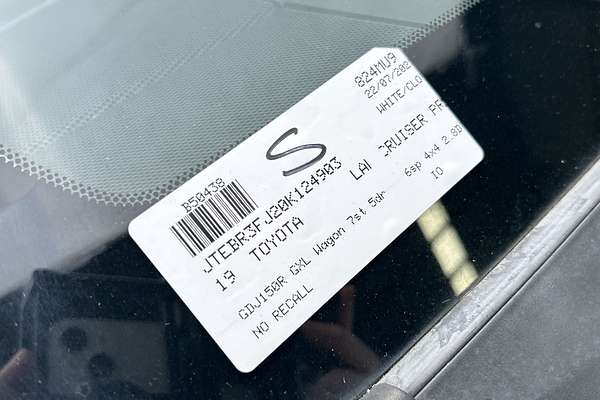 824MU9
22/07/202
WHITE/CLO
S
B50438
JTEBR3FJ20K124903
19 TOYOTA LAN CRUISER PR
GDJ150R GXL Wagon 7st 5dr 6sp 4x4 2.8D
NO RECALL IO